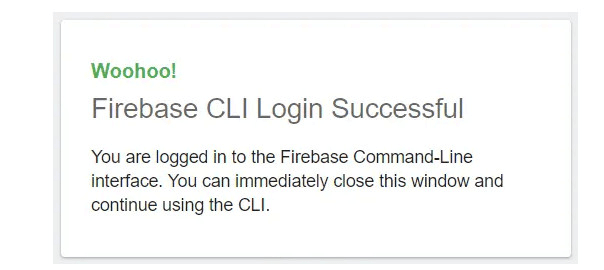 Woohoo!
Firebase CLI Login Successful
You are logged in to the Firebase Command-Line
interface. You can immediately close this window and
continue using the CLI.